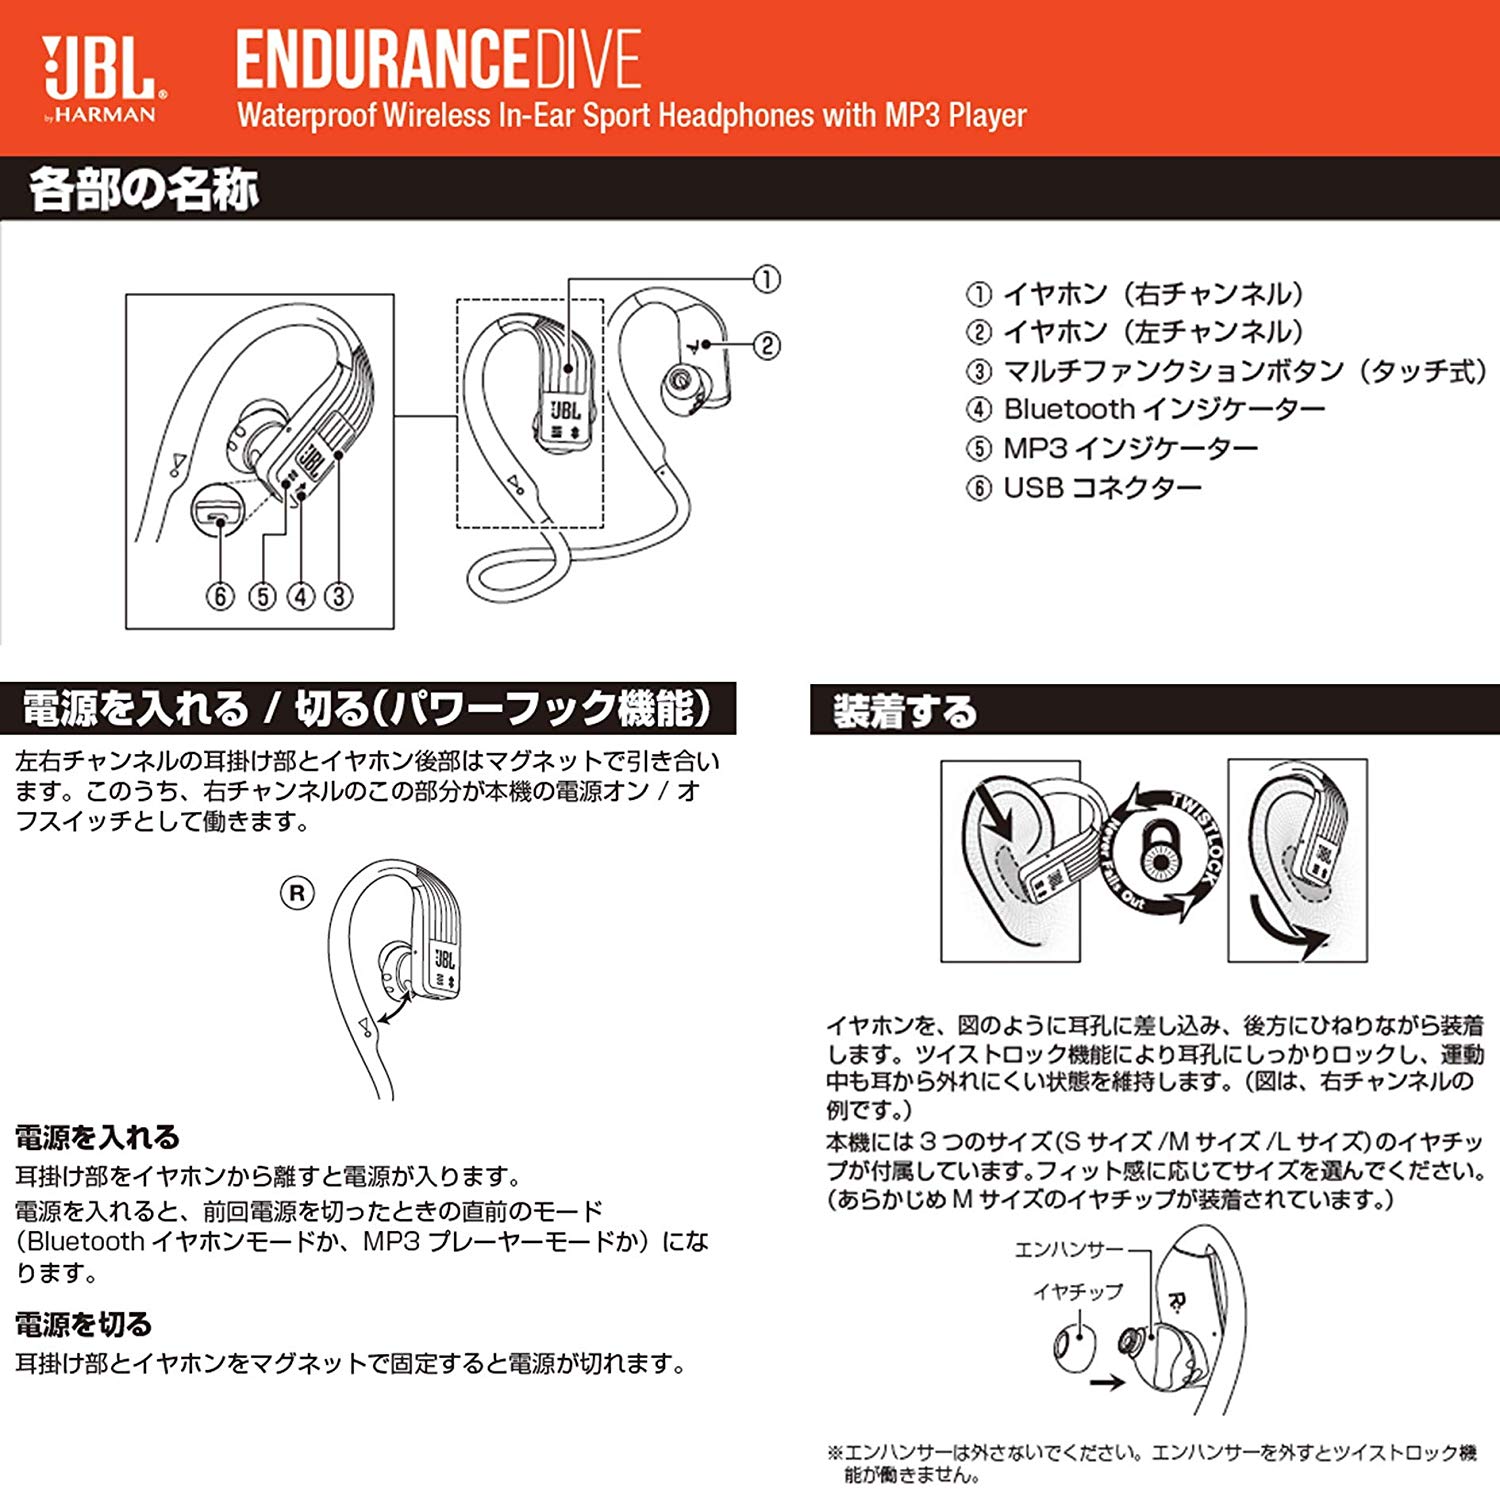 JBL®
by HARMAN
ENDURANCE DIVE
Waterproof Wireless In-Ear Sport Headphones with MP3 Player
各部の名称
①
②
JBL
JBL
⑥ ⑤ ④ ③
① イヤホン（右チャンネル）
② イヤホン（左チャンネル）
③ マルチファンクションボタン（タッチ式）
④ Bluetooth インジケーター
⑤ MP3 インジケーター
⑥ USB コネクター
電源を入れる / 切る（パワーフック機能）
左右チャンネルの耳掛け部とイヤホン後部はマグネットで引き合い
ます。このうち、右チャンネルのこの部分が本機の電源オン / オ
フスイッチとして働きます。
R
JBL
電源を入れる
耳掛け部をイヤホンから離すと電源が入ります。
電源を入れると、前回電源を切ったときの直前のモード
（Bluetooth イヤホンモードか、MP3 プレーヤーモードか）にな
ります。
電源を切る
耳掛け部とイヤホンをマグネットで固定すると電源が切れます。
装着する
JBL
TWISTLOCK
Never Falls Out
JBL
イヤホンを、図のように耳孔に差し込み、後方にひねりながら装着
します。ツイストロック機能により耳孔にしっかりロックし、運動
中も耳から外れにくい状態を維持します。（図は、右チャンネルの
例です。）
本機には 3 つのサイズ（S サイズ /M サイズ /L サイズ）のイヤチッ
プが付属しています。フィット感に応じてサイズを選んでください。
（あらかじめ M サイズのイヤチップが装着されています。）
エンハンサー
イヤチップ
R
※エンハンサーは外さないでください。エンハンサーを外すとツイストロック機
能が働きません。